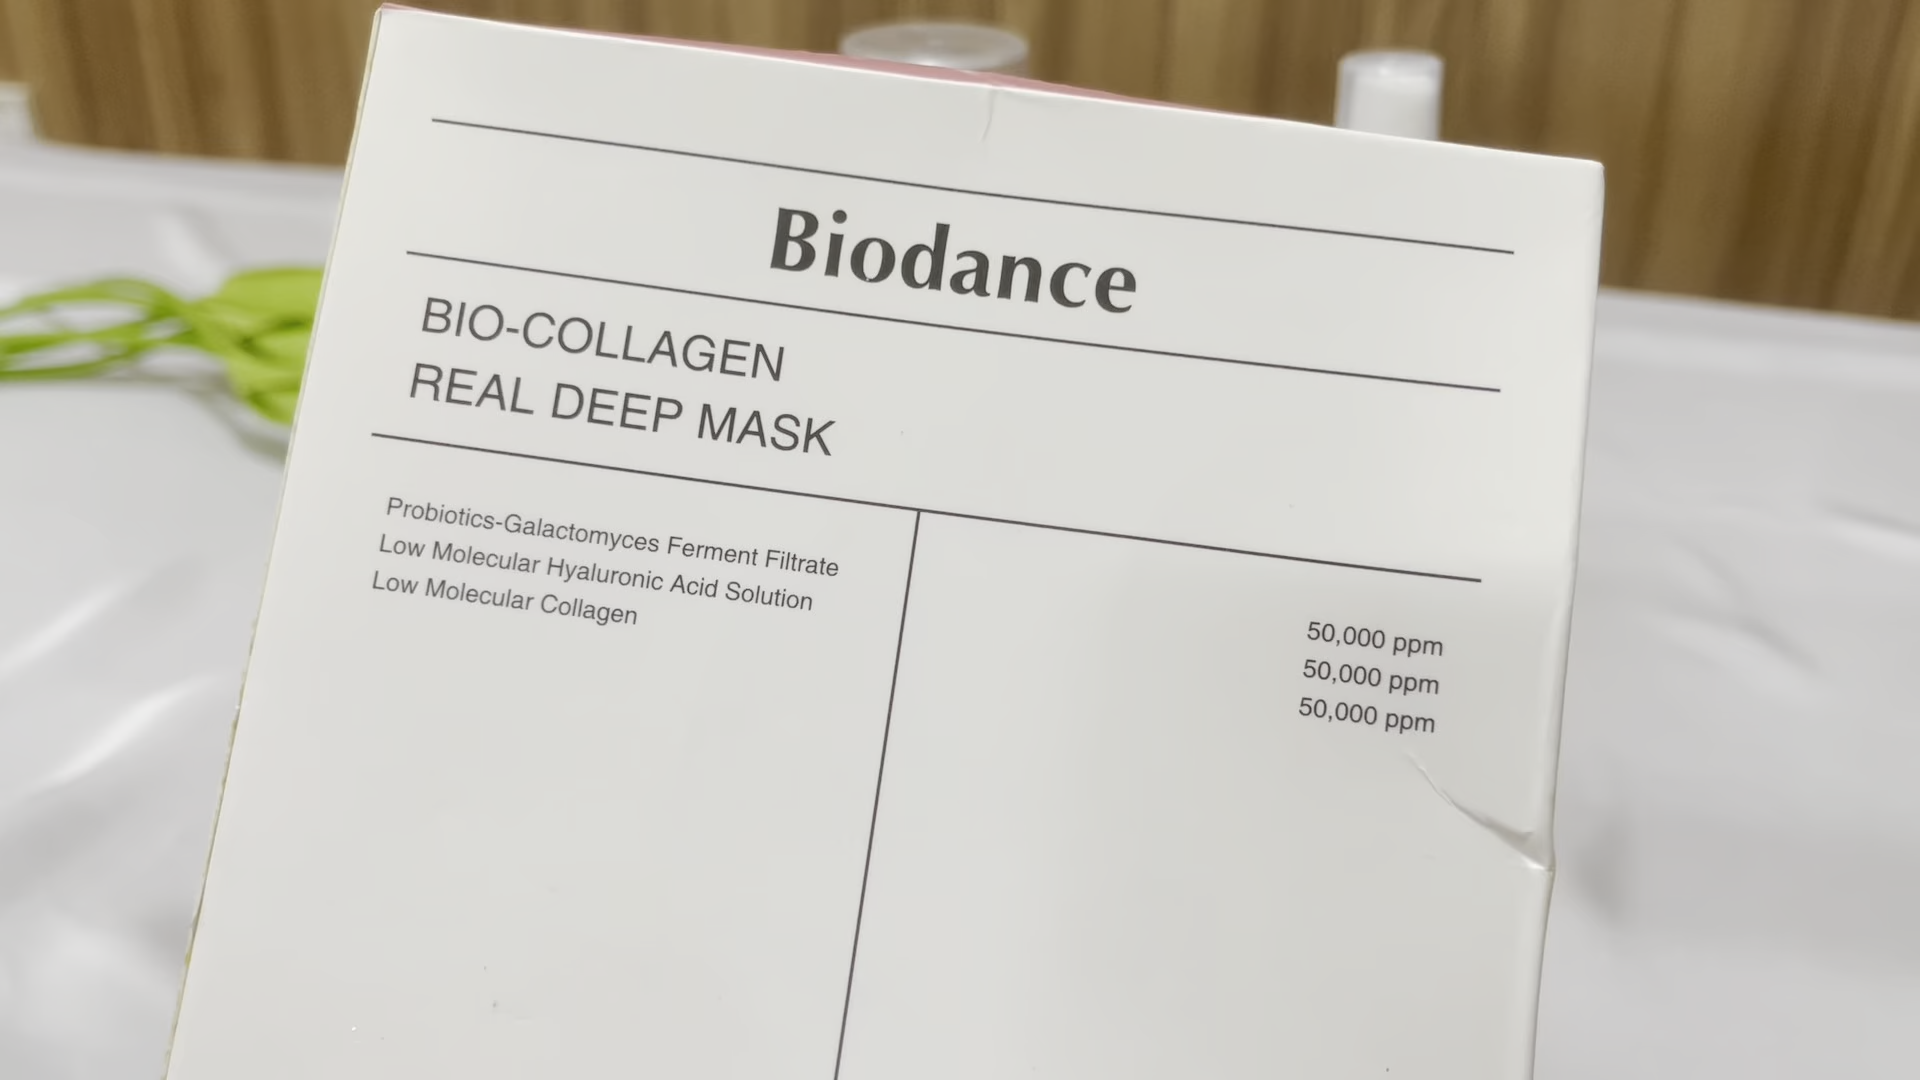 Biodance
BIO-COLLAGEN
REAL DEEP MASK
Probiotics-Galactomyces Ferment Filtrate
Low Molecular Hyaluronic Acid Solution
Low Molecular Collagen
50,000 ppm
50,000 ppm
50,000 ppm